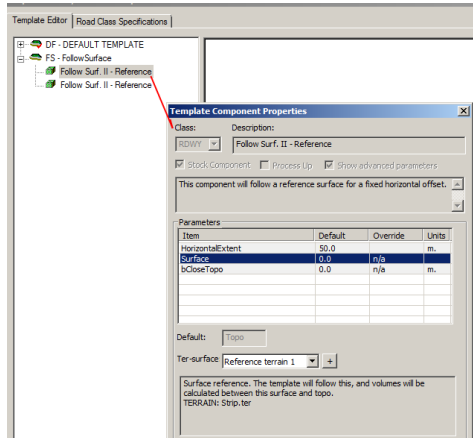 Template Editor | Road Class Specifications
DF - DEFAULT TEMPLATE
FS - FollowSurface
Follow Surf. II - Reference
Follow Surf. II - Reference
Template Component Properties
Class: Description:
RDWY Follow Surf. II - Reference
Stock Component Process Up Show advanced parameters
This component will follow a reference surface for a fixed horizontal offset.
Parameters
Item Default Override Units
HorizontalExtent 50.0 m.
Surface 0.0 n/a
bCloseTopo 0.0 n/a m.
Default: Topo
Ter-surface Reference terrain 1 +
Surface reference. The template will follow this, and volumes will be
calculated between this surface and topo.
TERRAIN: Strip.ter